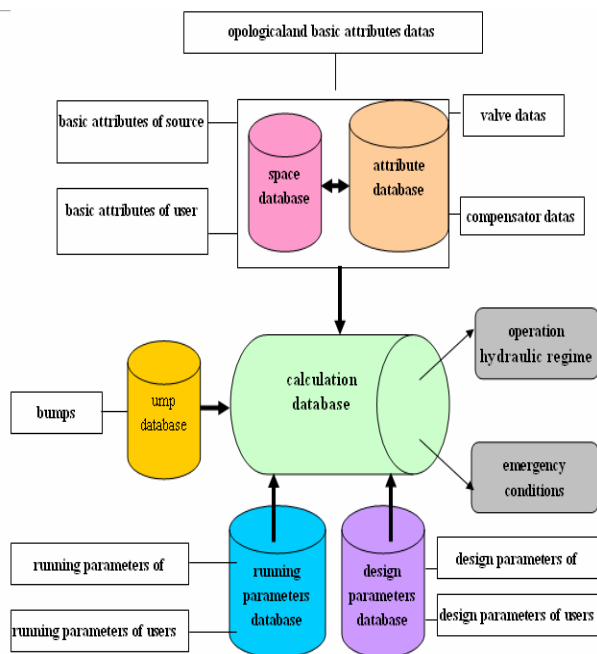 opologicaland basic attributes datas
basic attributes of source
valve datas
space
database
attribute
database
basic attributes of user
compensator datas
operation
hydraulic regime
calculation
database
bumps
ump
database
emergency
conditions
running parameters of
running
parameters
database
design
parameters
database
design parameters of
running parameters of users
design parameters of users